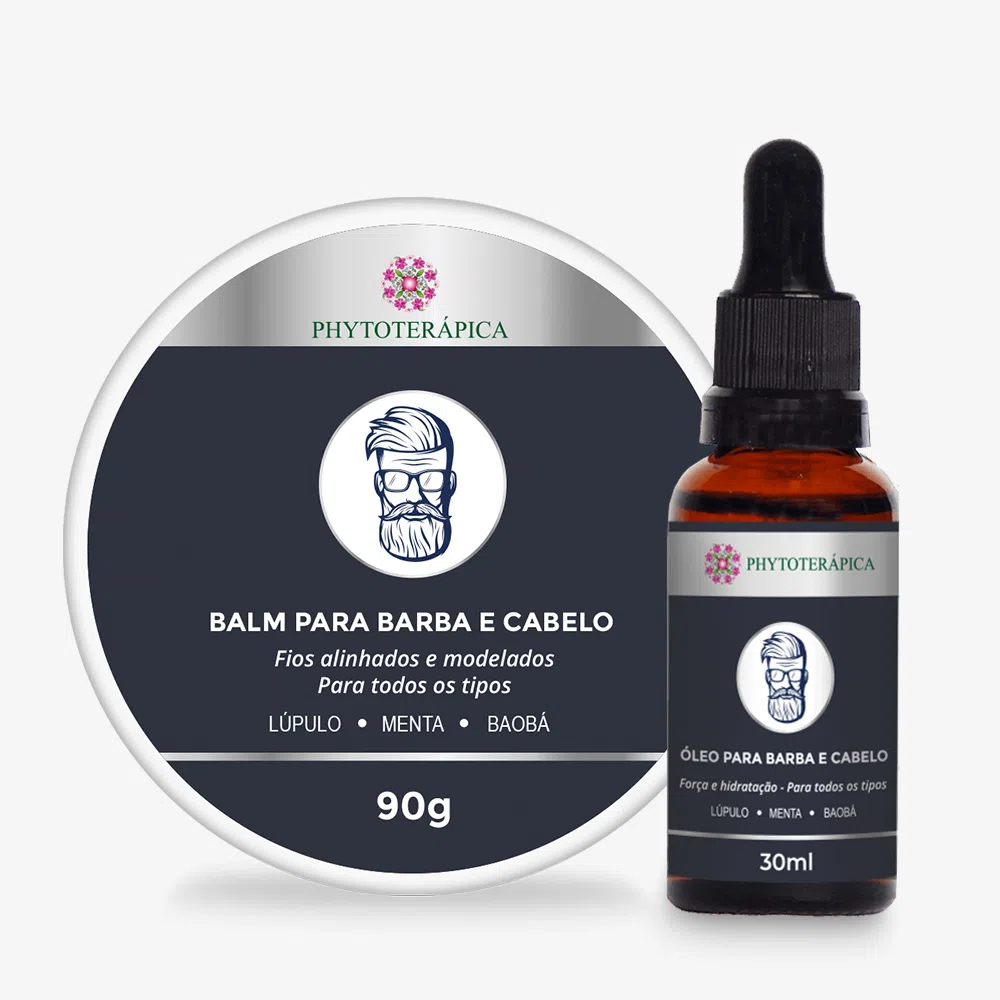 PHYTOTERÁPICA
BALM PARA BARBA E CABELO
Fios alinhados e modelados
Para todos os tipos
LÚPULO • MENTA • BAOBÁ
90g
PHYTOTERÁPICA
ÓLEO PARA BARBA E CABELO
Força e hidratação - Para todos os tipos
LÚPULO • MENTA • BAOBÁ
30ml